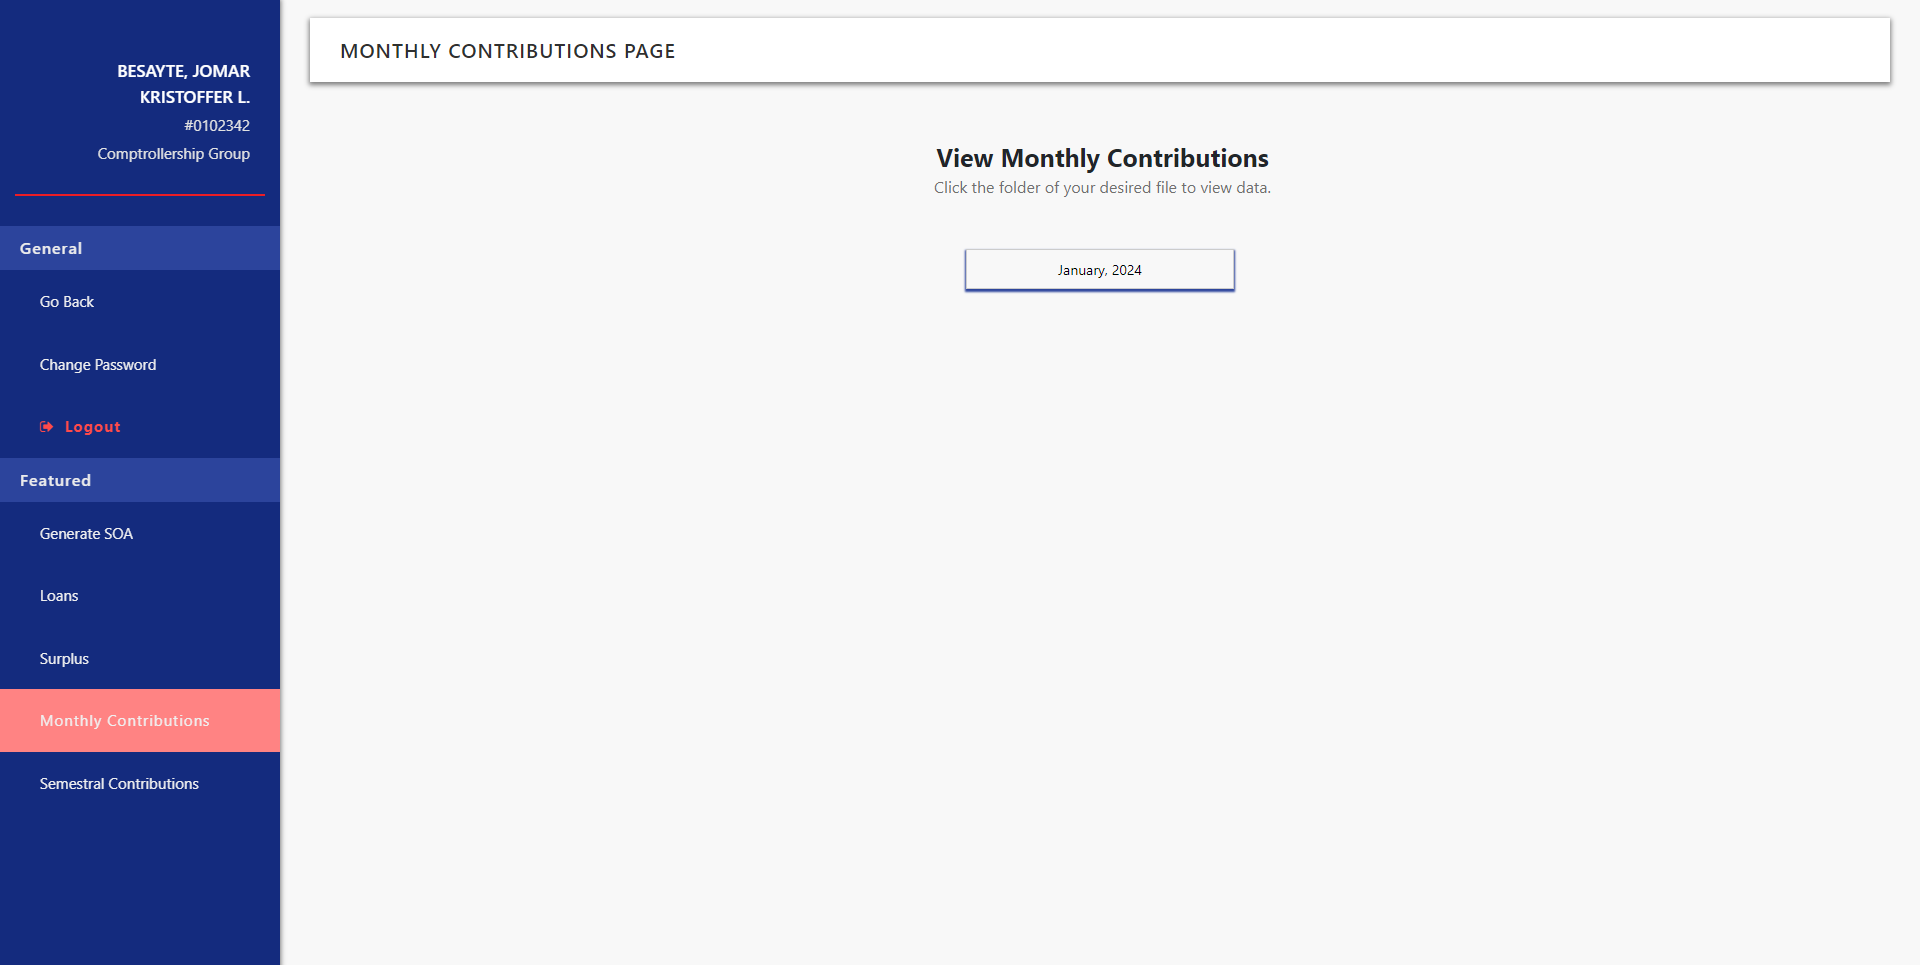 BESAYTE, JOMAR
KRISTOFFER L.
#0102342
Comptrollership Group
General
Go Back
Change Password
Logout
Featured
Generate SOA
Loans
Surplus
Monthly Contributions
Semestral Contributions
MONTHLY CONTRIBUTIONS PAGE
View Monthly Contributions
Click the folder of your desired file to view data.
January, 2024